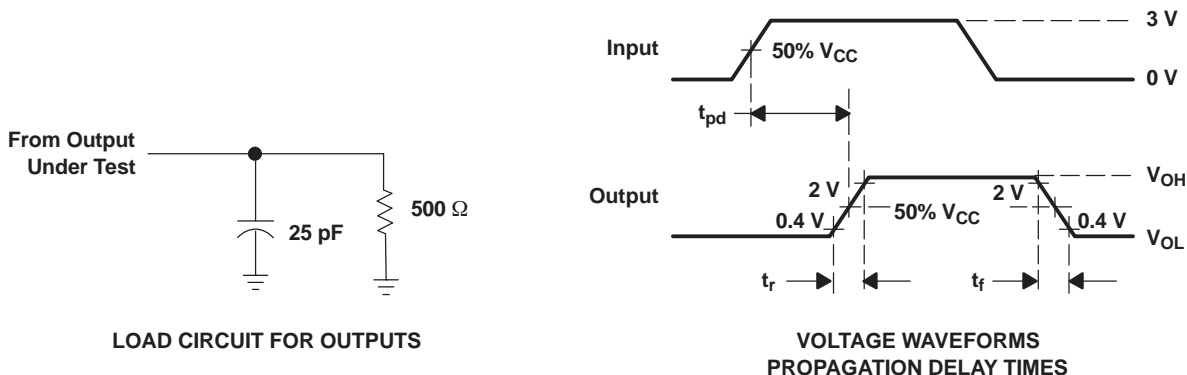 From Output
Under Test
25 pF
500 Ω
LOAD CIRCUIT FOR OUTPUTS
Input
50% VCC
3 V
0 V
tpd
Output
2 V
50% VCC
0.4 V
2 V
0.4 V
VOH
VOL
tr
tf
VOLTAGE WAVEFORMS
PROPAGATION DELAY TIMES